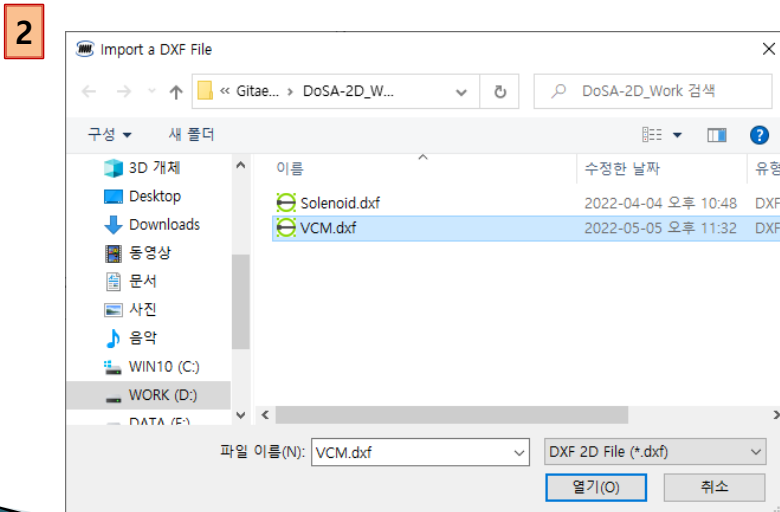 2
Import a DXF File
« Gitae... › DoSA-2D_W...
DoSA-2D_Work 검색
구성 새 폴더
이름 수정한 날짜 유형
3D 개체
Desktop
Downloads
동영상
문서
사진
음악
WIN10 (C:)
WORK (D:)
DATA (E:)
Solenoid.dxf 2022-04-04 오후 10:48 DXF
VCM.dxf 2022-05-05 오후 11:32 DXF
파일 이름(N): VCM.dxf DXF 2D File (*.dxf)
열기(O) 취소